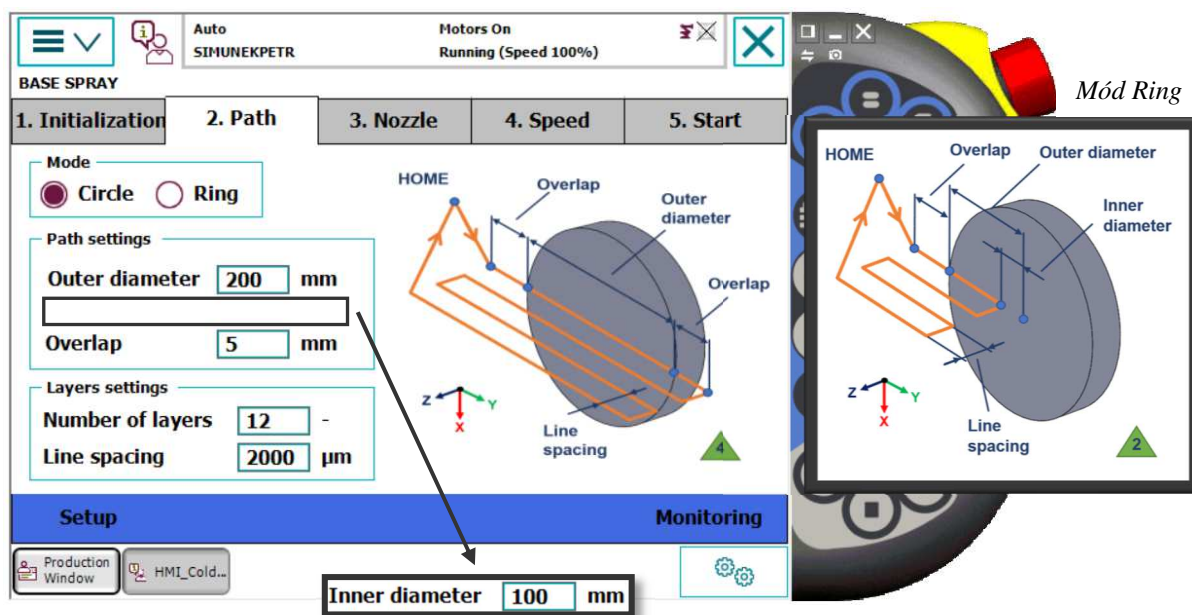 Auto
SIMUNEKPETR
Motors On
Running (Speed 100%)
BASE SPRAY
1. Initialization
2. Path
3. Nozzle
4. Speed
5. Start
Mode
Circle
Ring
Path settings
Outer diameter 200 mm
Overlap 5 mm
Layers settings
Number of layers 12 -
Line spacing 2000 µm
HOME
Overlap
Outer
diameter
Overlap
Z
Y
X
Line
spacing
4
Setup
Monitoring
Production
Window
HMI_Cold...
Inner diameter 100 mm
Mód Ring
HOME
Overlap
Outer diameter
Inner
diameter
Z
Y
X
Line
spacing
2